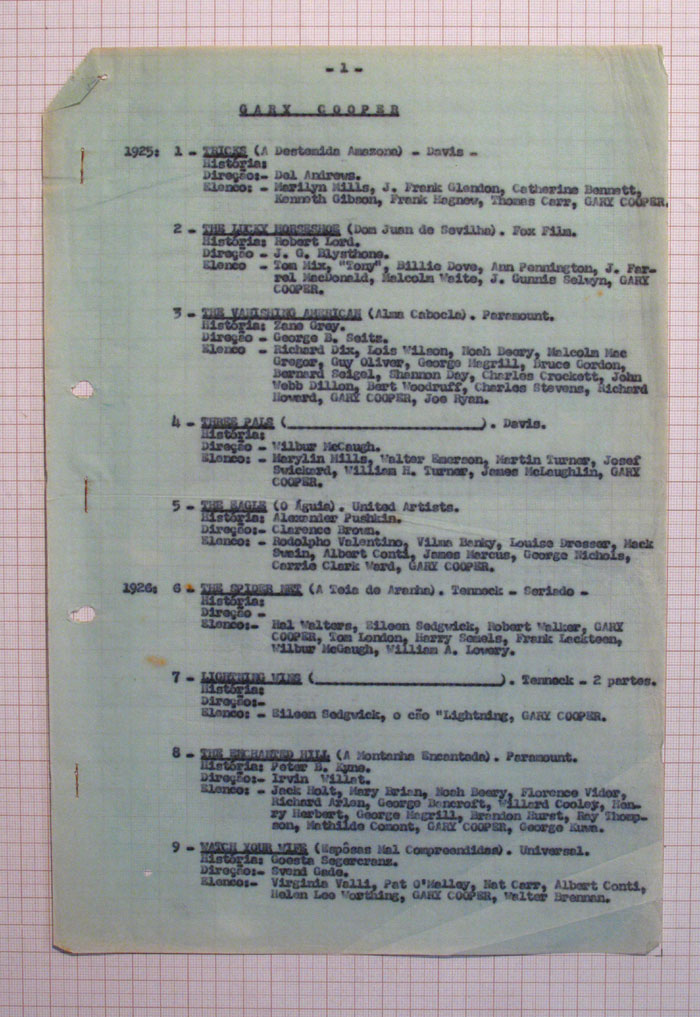 - 1 -
GARY COOPER
1925: 1 - TRICKS (A Destemida Amazona) - Davis -
História:
Direção:- Del Andrews.
Elenco: - Marilyn Mills, J. Frank Glendon, Catherine Bennett,
Kenneth Gibson, Frank Hagnew, Thomas Carr, GARY COOPER.
2 - THE LUCKY HORSESHOE (Dom Juan de Sevilha). Fox Film.
História: Robert Lord.
Direção - J. G. Blysthone.
Elenco - Tom Mix, "Tony", Billie Dove, Ann Pennington, J. Far-
rel MacDonald, Malcolm Waite, J. Gunnis Selwyn, GARY
COOPER.
3 - THE VANISHING AMERICAN (Alma Cabocla). Paramount.
História: Zane Grey.
Direção - George B. Seitz.
Elenco - Richard Dix, Lois Wilson, Noah Beery, Malcolm Mac
Gregor, Guy Oliver, George Magrill, Bruce Gordon,
Bernard Seigel, Shannon Day, Charles Crockett, John
Webb Dillon, Bert Woodruff, Charles Stevens, Richard
Howard, GARY COOPER, Joe Ryan.
4 - THREE PALS (____________________). Davis.
História:
Direção - Wilbur McGaugh.
Elenco: - Marylin Mills, Walter Emerson, Martin Turner, Josef
Swickard, William H. Turner, James McLaughlin, GARY
COOPER.
5 - THE EAGLE (O Águia). United Artists.
História: Alexander Pushkin.
Direção:- Clarence Brown.
Elenco: - Rodolpho Valentino, Vilma Banky, Louise Dresser, Mack
Swain, Albert Conti, James Marcus, George Nichols,
Carrie Clark Ward, GARY COOPER.
1926: 6 - THE SPIDER NET (A Teia de Aranha). Tenneck - Seriado -
História:
Direção -
Elenco:- Hal Walters, Eileen Sedgwick, Robert Walker, GARY
COOPER, Tom London, Harry Semels, Frank Lackteen,
Wilbur McGaugh, William A. Lowery.
7 - LIGHTNING WINS (____________________). Tenneck - 2 partes.
História:
Direção:-
Elenco: - Eileen Sedgwick, o cão "Lightning, GARY COOPER.
8 - THE ENCHANTED HILL (A Montanha Encantada). Paramount.
História: Peter B. Kyne.
Direção:- Irvin Willat.
Elenco:- Jack Holt, Mary Brian, Noah Beery, Florence Vidor,
Richard Arlen, George Bancroft, Willard Cooley, Hen-
ry Herbert, George Magrill, Brandon Hurst, Ray Thomp-
son, Mathilde Comont, GARY COOPER, George Kuwa.
9 - WATCH YOUR WIFE (Espôsas Mal Compreendidas). Universal.
História: Goesta Segercrans.
Direção:- Svend Gade.
Elenco:- Virginia Valli, Pat O'Malley, Nat Carr, Albert Conti,
Helen Lee Worthing, GARY COOPER, Walter Brennan.